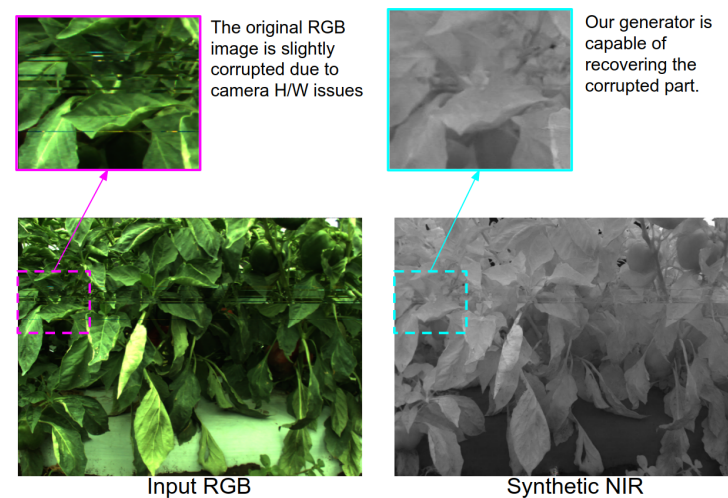 The original RGB
image is slightly
corrupted due to
camera H/W issues
Our generator is
capable of
recovering the
corrupted part.
Input RGB
Synthetic NIR